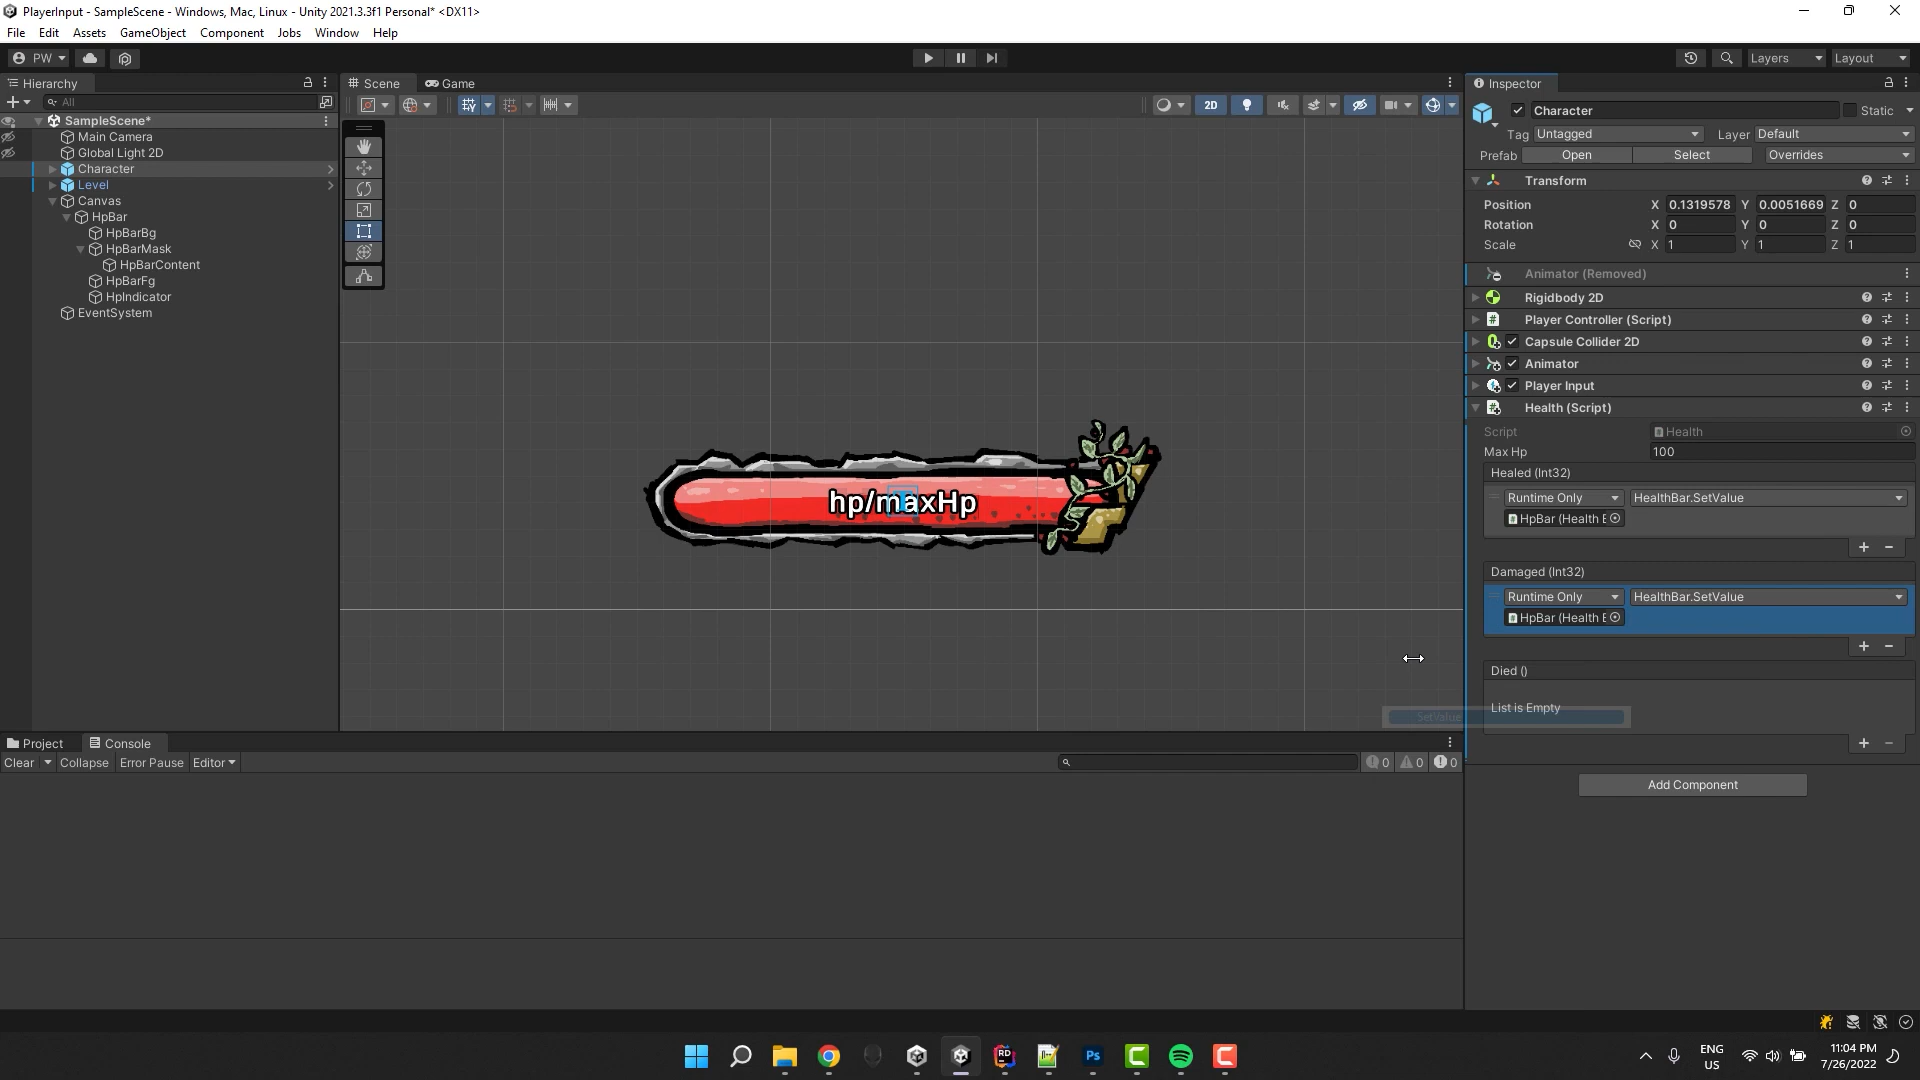 PlayerInput - SampleScene - Windows, Mac, Linux - Unity 2021.3.3f1 Personal* <DX11>
File Edit Assets GameObject Component Jobs Window Help
PW Layers Layout
Hierarchy
All
SampleScene*
Main Camera
Global Light 2D
Character
Level
Canvas
HpBar
HpBarBg
HpBarMask
HpBarContent
HpBarFg
HpIndicator
EventSystem
Scene Game
2D
hp/maxHp
Inspector
Character Static
Tag Untagged Layer Default
Prefab Open Select Overrides
Transform
Position X 0.1319578 Y 0.0051669 Z 0
Rotation X 0 Y 0 Z 0
Scale X 1 Y 1 Z 1
Animator (Removed)
Rigidbody 2D
Player Controller (Script)
Capsule Collider 2D
Animator
Player Input
Health (Script)
Script Health
Max Hp 100
Healed (Int32)
Runtime Only HealthBar.SetValue
HpBar (Health E
Damaged (Int32)
Runtime Only HealthBar.SetValue
HpBar (Health E
Died ()
List is Empty
SetValue
Add Component
Project Console
Clear Collapse Error Pause Editor 0 0 0
ENG
US
11:04 PM
7/26/2022
RD
Ps